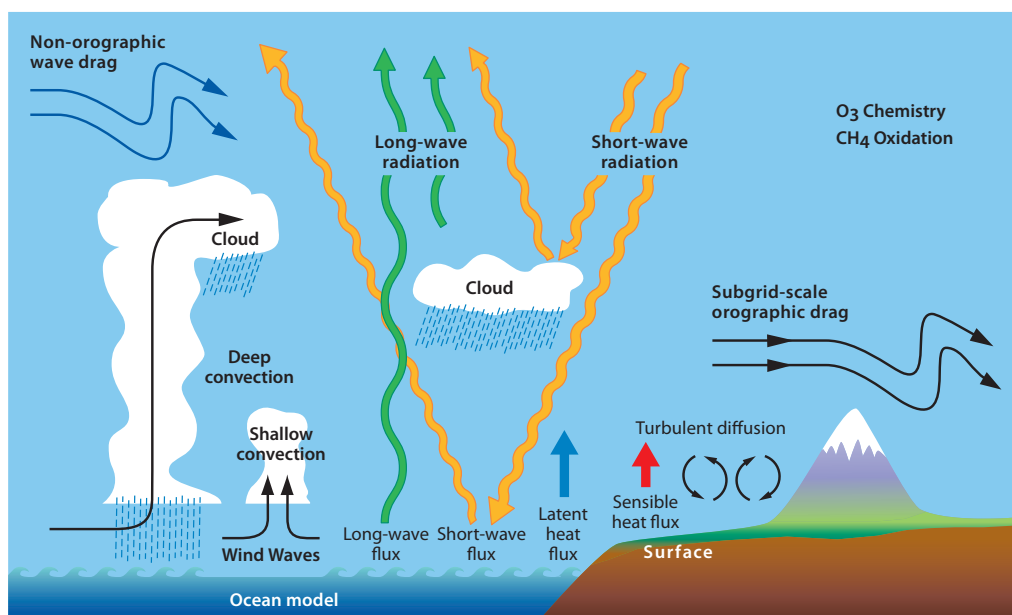 Non-orographic
wave drag
Long-wave
radiation
Short-wave
radiation
O3 Chemistry
CH4 Oxidation
Cloud
Cloud
Subgrid-scale
orographic drag
Deep
convection
Shallow
convection
Turbulent diffusion
Wind Waves
Long-wave
flux
Short-wave
flux
Latent
heat
flux
Sensible
heat flux
Surface
Ocean model